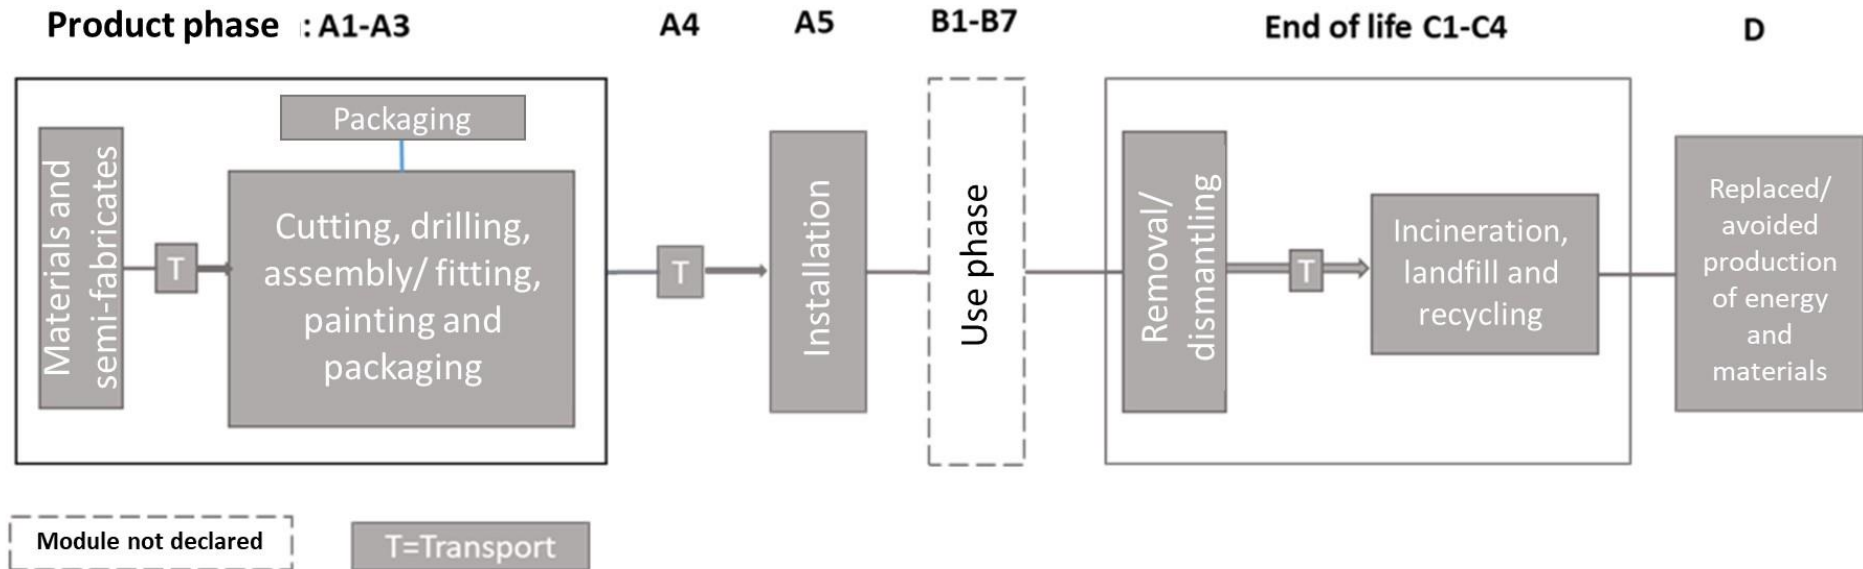 Product phase : A1-A3
A4
A5
B1-B7
End of life C1-C4
D
Materials and
semi-fabricates
T
Packaging
Cutting, drilling,
assembly/ fitting,
painting and
packaging
T
Installation
Use phase
Removal/
dismantling
T
Incineration,
landfill and
recycling
Replaced/
avoided
production
of energy
and
materials
Module not declared
T=Transport